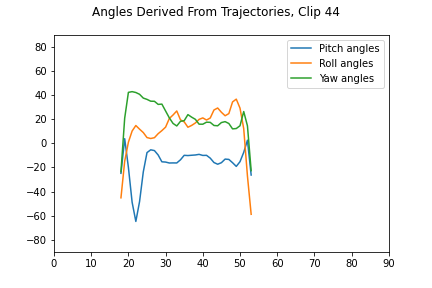 Angles Derived From Trajectories, Clip 44
Pitch angles
Roll angles
Yaw angles
80
60
40
20
0
−20
−40
−60
−80
0 10 20 30 40 50 60 70 80 90